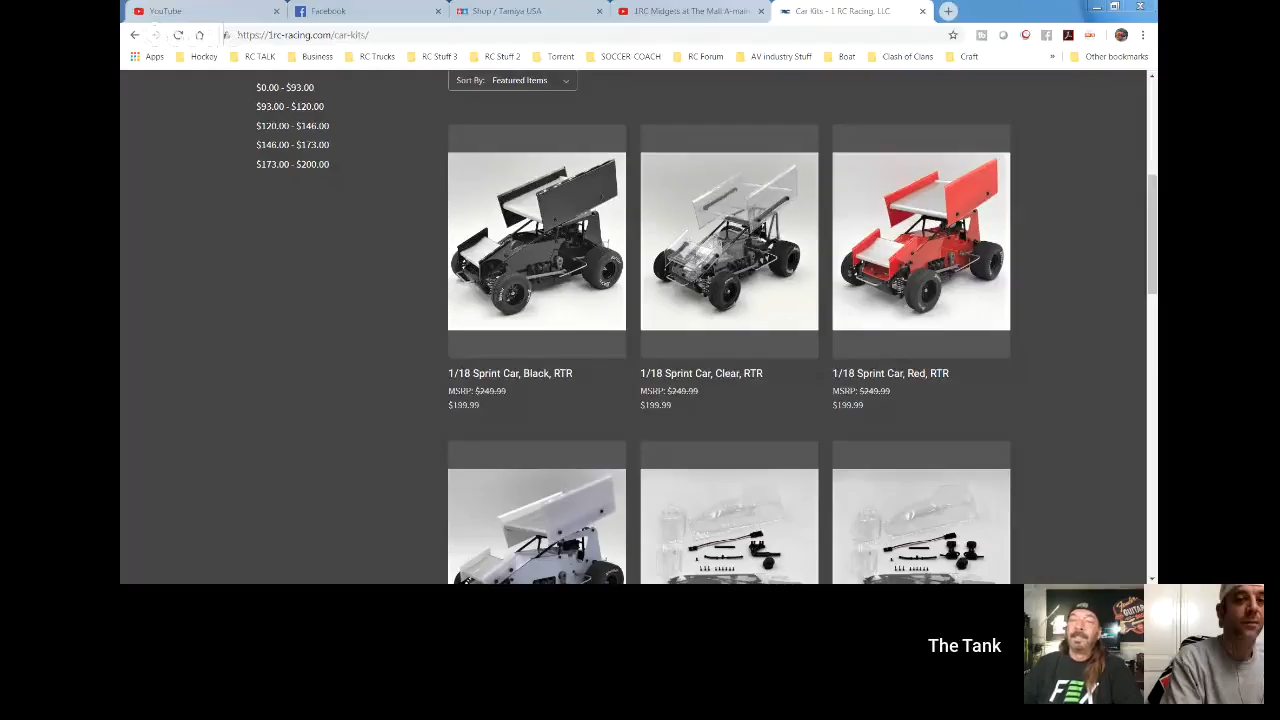 YouTube
Facebook
Shop / Tamiya USA
1RC Midgets at The Mall A-main
Car Kits - 1 RC Racing, LLC
https://1rc-racing.com/car-kits/
Apps
Hockey
RC TALK
Business
RC Trucks
RC Stuff 3
RC Stuff 2
Torrent
SOCCER COACH
RC Forum
AV industry Stuff
Boat
Clash of Clans
Craft
»
Other bookmarks
$0.00 - $93.00
$93.00 - $120.00
$120.00 - $146.00
$146.00 - $173.00
$173.00 - $200.00
Sort By: Featured Items
1/18 Sprint Car, Black, RTR
MSRP: $249.99
$199.99
1/18 Sprint Car, Clear, RTR
MSRP: $249.99
$199.99
1/18 Sprint Car, Red, RTR
MSRP: $249.99
$199.99
The Tank